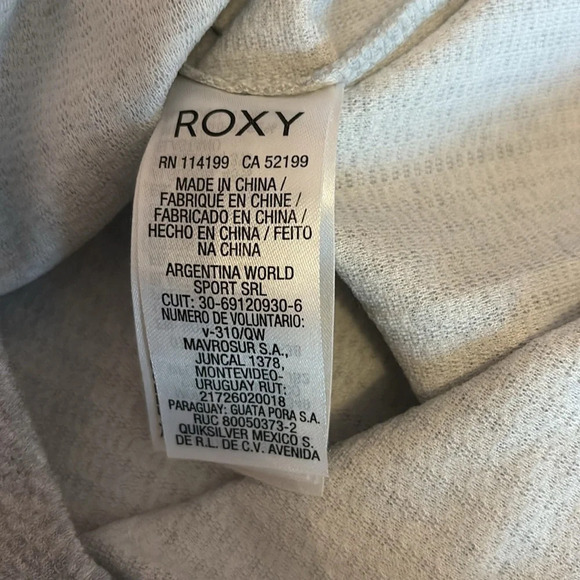 ROXY
RN 114199 CA 52199
MADE IN CHINA /
FABRIQUÉ EN CHINE /
FABRICADO EN CHINA /
HECHO EN CHINA / FEITO
NA CHINA
ARGENTINA WORLD
SPORT SRL
CUIT: 30-69120930-6
NUMERO DE VOLUNTARIO:
v-310/QW
MAVROSUR S.A.,
JUNCAL 1378,
MONTEVIDEO-
URUGUAY RUT:
21726020018
PARAGUAY: GUATA PORA S.A.
RUC 80050373-2
QUIKSILVER MEXICO S.
DE R.L. DE C.V. AVENIDA